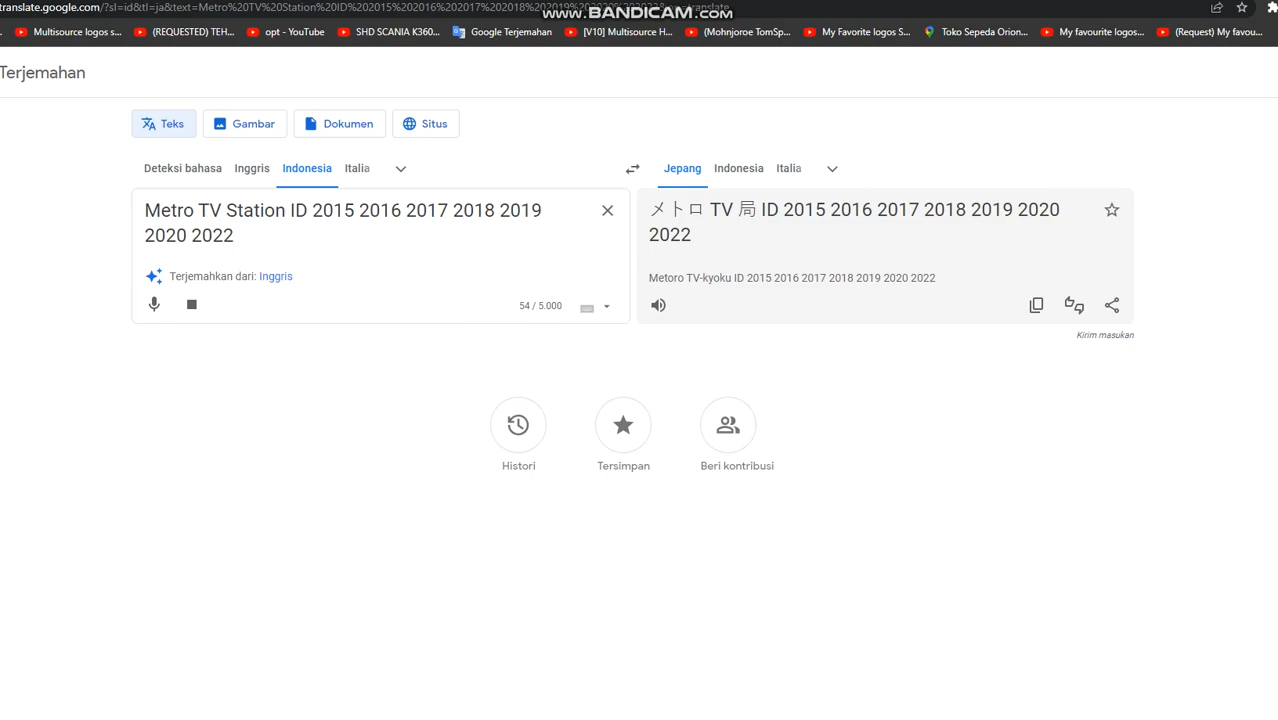 translate.google.com/?sl=id&tl=ja&text=Metro%20TV%20Station%20ID%202015%202016%202017%202018%202019%202020%202022&op=translate
www.BANDICAM.com
Multisource logos s...
(REQUESTED) TEH...
opt - YouTube
SHD SCANIA K360...
Google Terjemahan
[V10] Multisource H...
(Mohnjoroe TomSp...
My Favorite logos S...
Toko Sepeda Orion...
My favourite logos...
(Request) My favou...
Terjemahan
Teks
Gambar
Dokumen
Situs
Deteksi bahasa
Inggris
Indonesia
Italia
Jepang
Indonesia
Italia
Metro TV Station ID 2015 2016 2017 2018 2019
2020 2022
Terjemahkan dari: Inggris
54 / 5.000
メトロ TV 局 ID 2015 2016 2017 2018 2019 2020
2022
Metoro TV-kyoku ID 2015 2016 2017 2018 2019 2020 2022
Kirim masukan
Histori
Tersimpan
Beri kontribusi